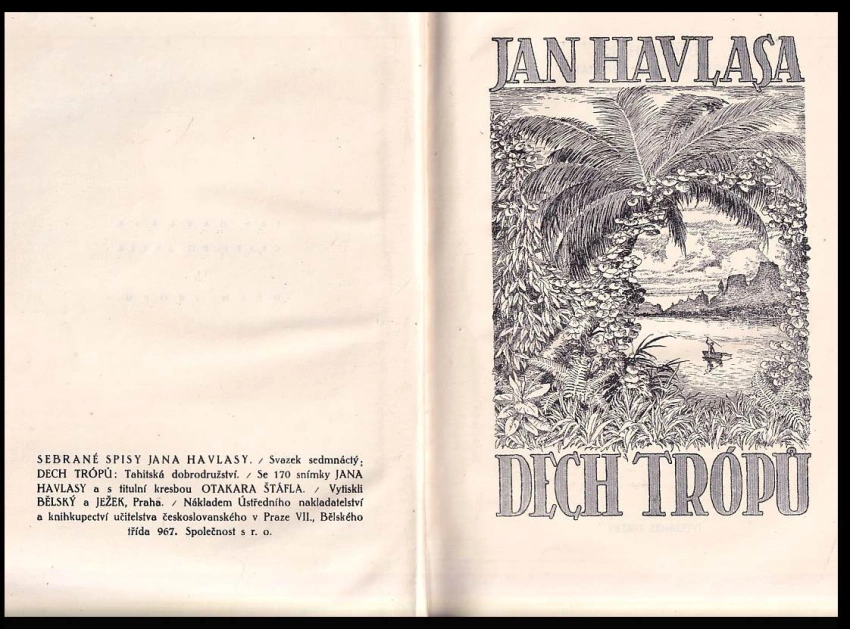 SEBRANÉ SPISY JANA HAVLASY. / Svazek sedmnáctý:
DECH TRÓPŮ: Tahitská dobrodružství. / Se 170 snímky JANA
HAVLASY a s titulní kresbou OTAKARA ŠTÁFLA. / Vytiskli
BĚLSKÝ a JEŽEK, Praha. / Nákladem Ústředního nakladatelství
a knihkupectví učitelstva českoslovanského v Praze VII., Bělského
třída 967. Společnost s r. o.
JAN HAVLASA
DECH TRÓPŮ